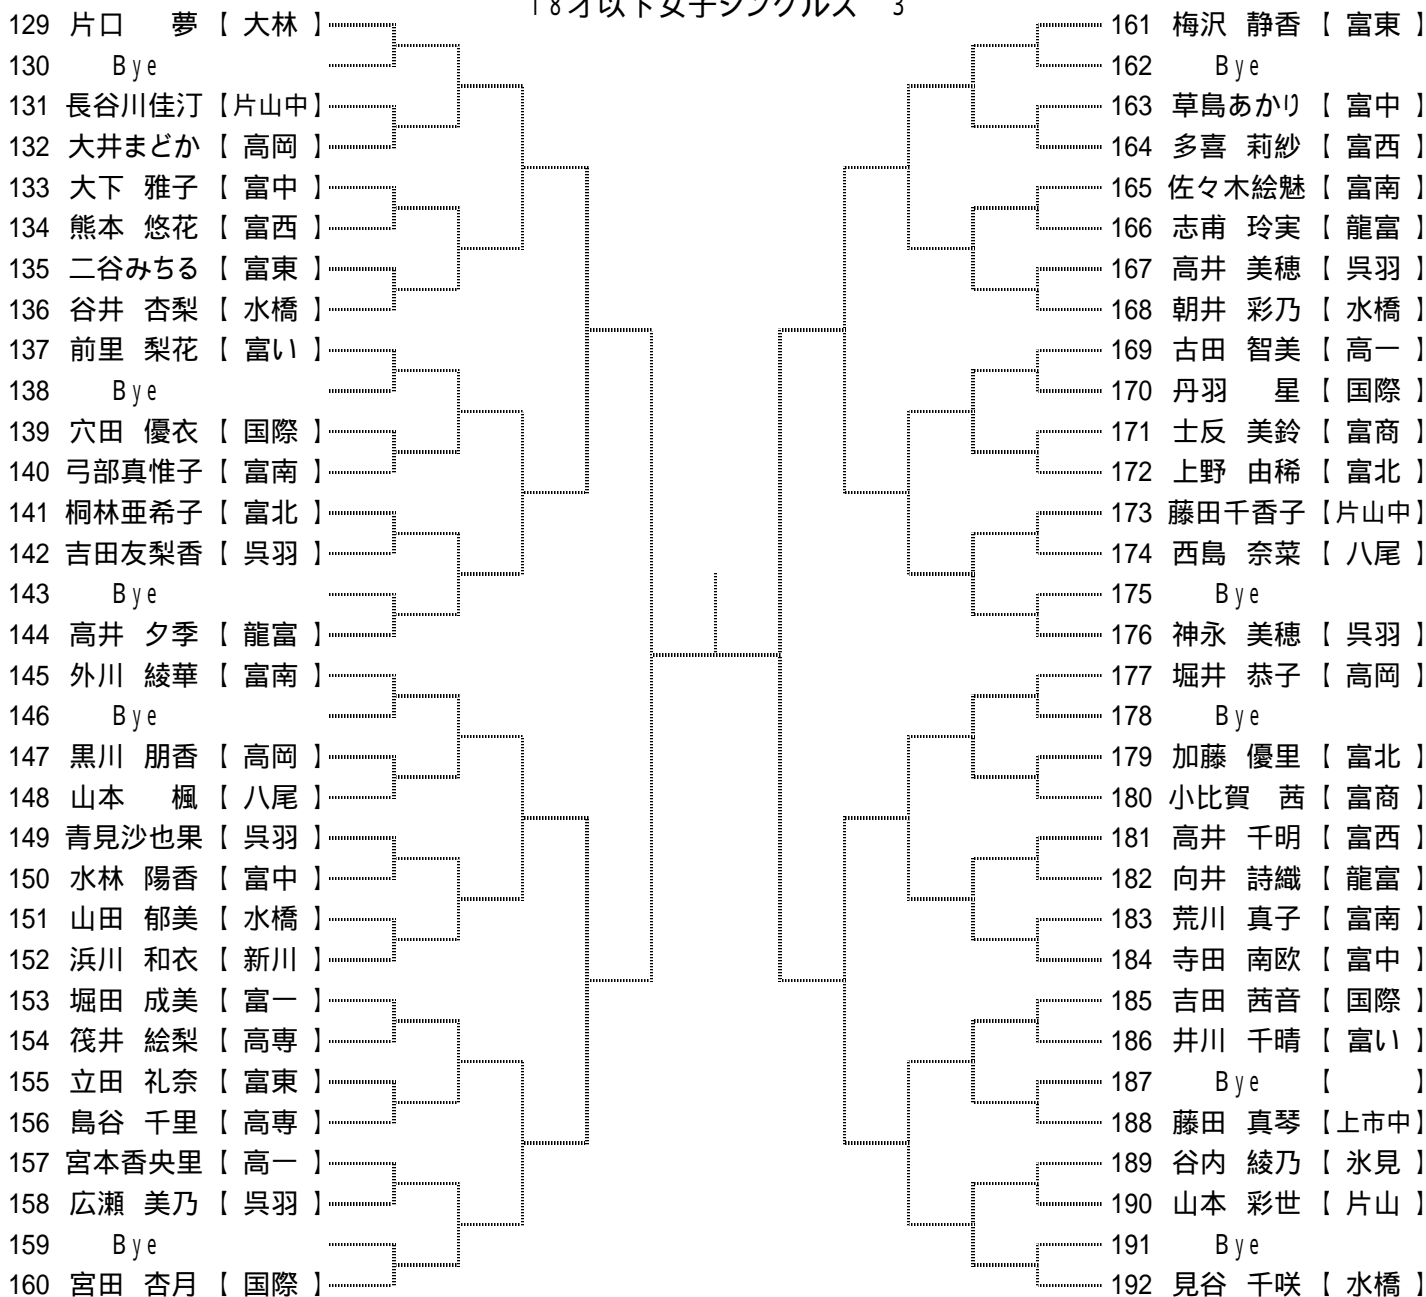 18才以下女子シングルス 3
129 片口 夢 【 大林 】
130 Bye
131 長谷川佳汀 【片山中】
132 大井まどか 【 高岡 】
133 大下 雅子 【 富中 】
134 熊本 悠花 【 富西 】
135 二谷みちる 【 富東 】
136 谷井 杏梨 【 水橋 】
137 前里 梨花 【 富い 】
138 Bye
139 穴田 優衣 【 国際 】
140 弓部真惟子 【 富南 】
141 桐林亜希子 【 富北 】
142 吉田友梨香 【 呉羽 】
143 Bye
144 高井 夕季 【 龍富 】
145 外川 綾華 【 富南 】
146 Bye
147 黒川 朋香 【 高岡 】
148 山本 楓 【 八尾 】
149 青見沙也果 【 呉羽 】
150 水林 陽香 【 富中 】
151 山田 郁美 【 水橋 】
152 浜川 和衣 【 新川 】
153 堀田 成美 【 富一 】
154 筏井 絵梨 【 高専 】
155 立田 礼奈 【 富東 】
156 島谷 千里 【 高専 】
157 宮本香央里 【 高一 】
158 広瀬 美乃 【 呉羽 】
159 Bye
160 宮田 杏月 【 国際 】
161 梅沢 静香 【 富東 】
162 Bye
163 草島あかり 【 富中 】
164 多喜 莉紗 【 富西 】
165 佐々木絵魅 【 富南 】
166 志甫 玲実 【 龍富 】
167 高井 美穂 【 呉羽 】
168 朝井 彩乃 【 水橋 】
169 古田 智美 【 高一 】
170 丹羽 星 【 国際 】
171 士反 美鈴 【 富商 】
172 上野 由稀 【 富北 】
173 藤田千香子 【片山中】
174 西島 奈菜 【 八尾 】
175 Bye
176 神永 美穂 【 呉羽 】
177 堀井 恭子 【 高岡 】
178 Bye
179 加藤 優里 【 富北 】
180 小比賀 茜 【 富商 】
181 高井 千明 【 富西 】
182 向井 詩織 【 龍富 】
183 荒川 真子 【 富南 】
184 寺田 南欧 【 富中 】
185 吉田 茜音 【 国際 】
186 井川 千晴 【 富い 】
187 Bye 【 】
188 藤田 真琴 【上市中】
189 谷内 綾乃 【 氷見 】
190 山本 彩世 【 片山 】
191 Bye
192 見谷 千咲 【 水橋 】